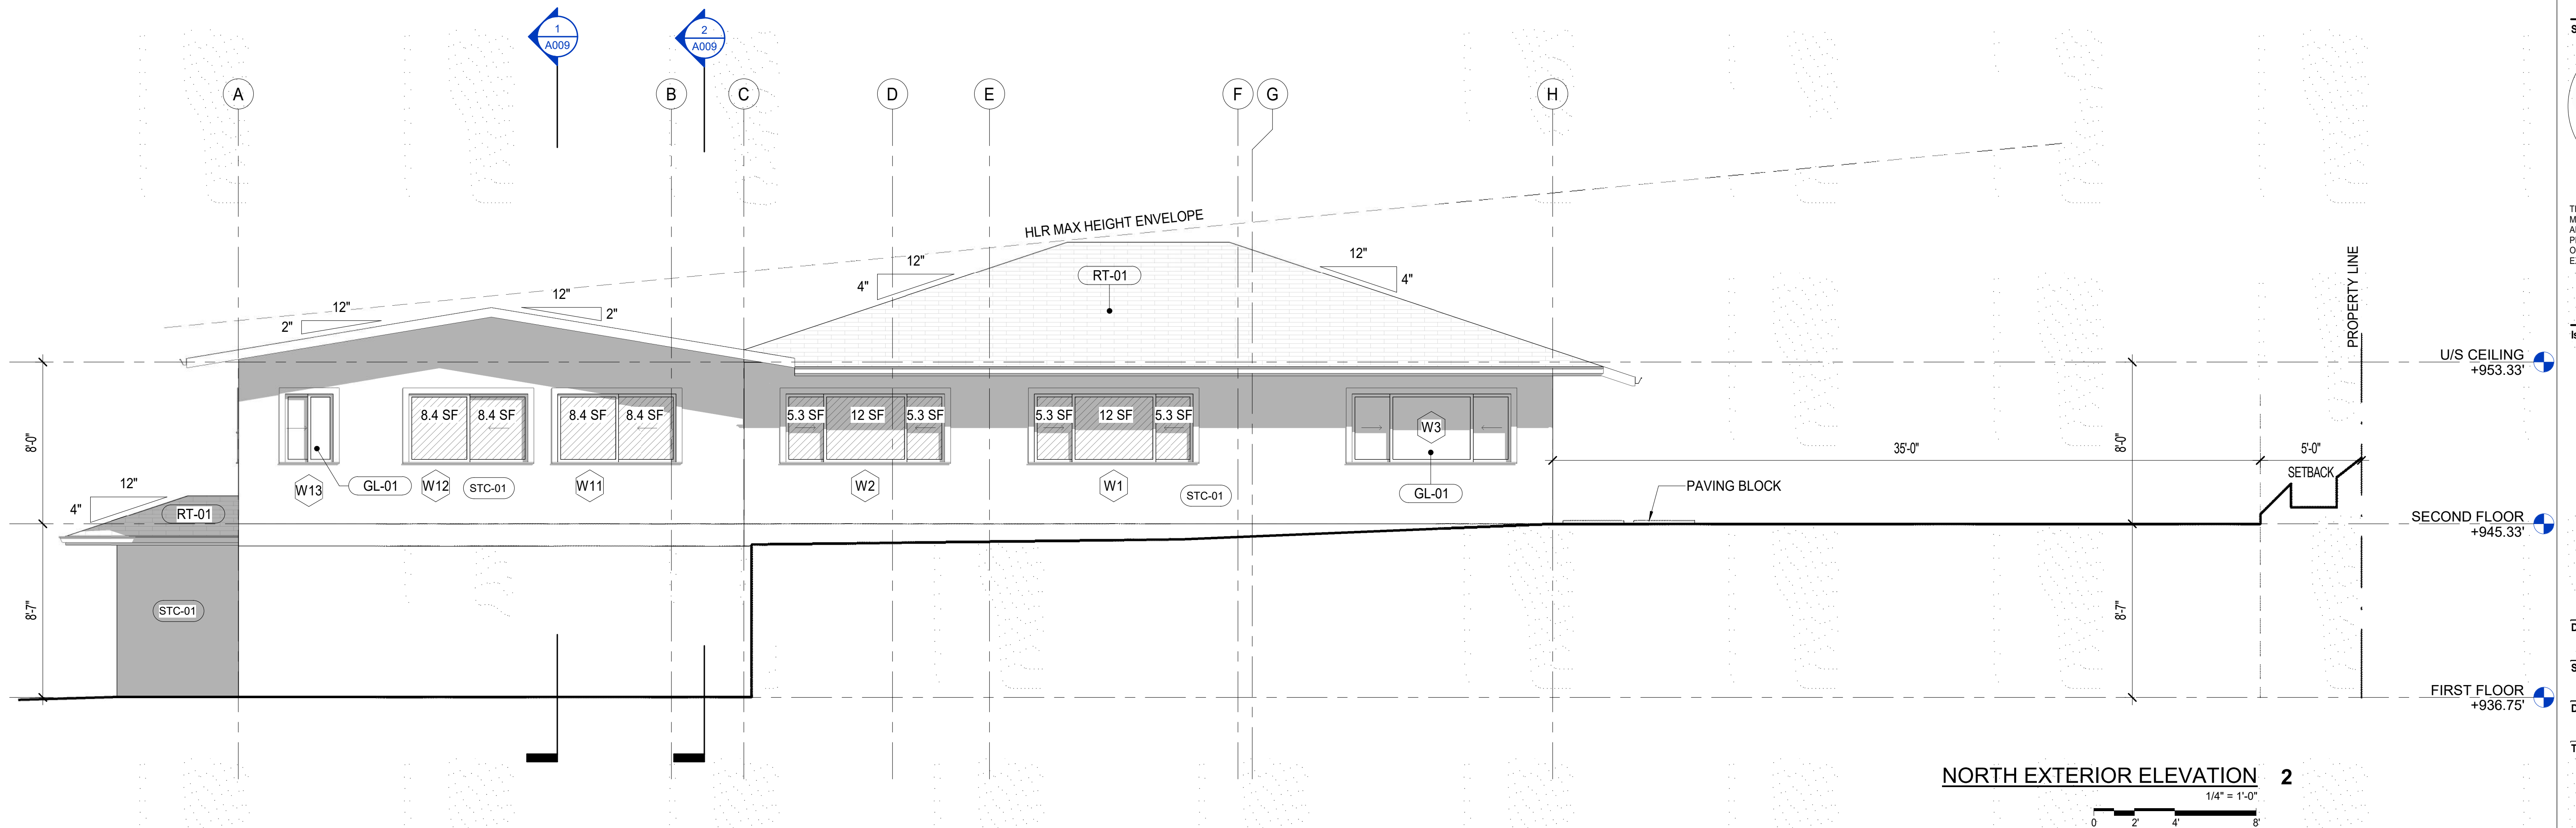 1
A009
2
A009
A
B
C
D
E
F
G
H
HLR MAX HEIGHT ENVELOPE
12"
4"
12"
4"
RT-01
12"
2"
12"
2"
PROPERTY LINE
U/S CEILING
+953.33'
8.4 SF
8.4 SF
8.4 SF
8.4 SF
5.3 SF
12 SF
5.3 SF
5.3 SF
12 SF
5.3 SF
W3
8'-0"
8'-0"
35'-0"
5'-0"
SETBACK
W13
GL-01
W12
STC-01
W11
W2
W1
STC-01
GL-01
PAVING BLOCK
12"
4"
RT-01
SECOND FLOOR
+945.33'
8'-7"
STC-01
8'-7"
FIRST FLOOR
+936.75'
NORTH EXTERIOR ELEVATION 2
1/4" = 1'-0"
0 2' 4' 8'